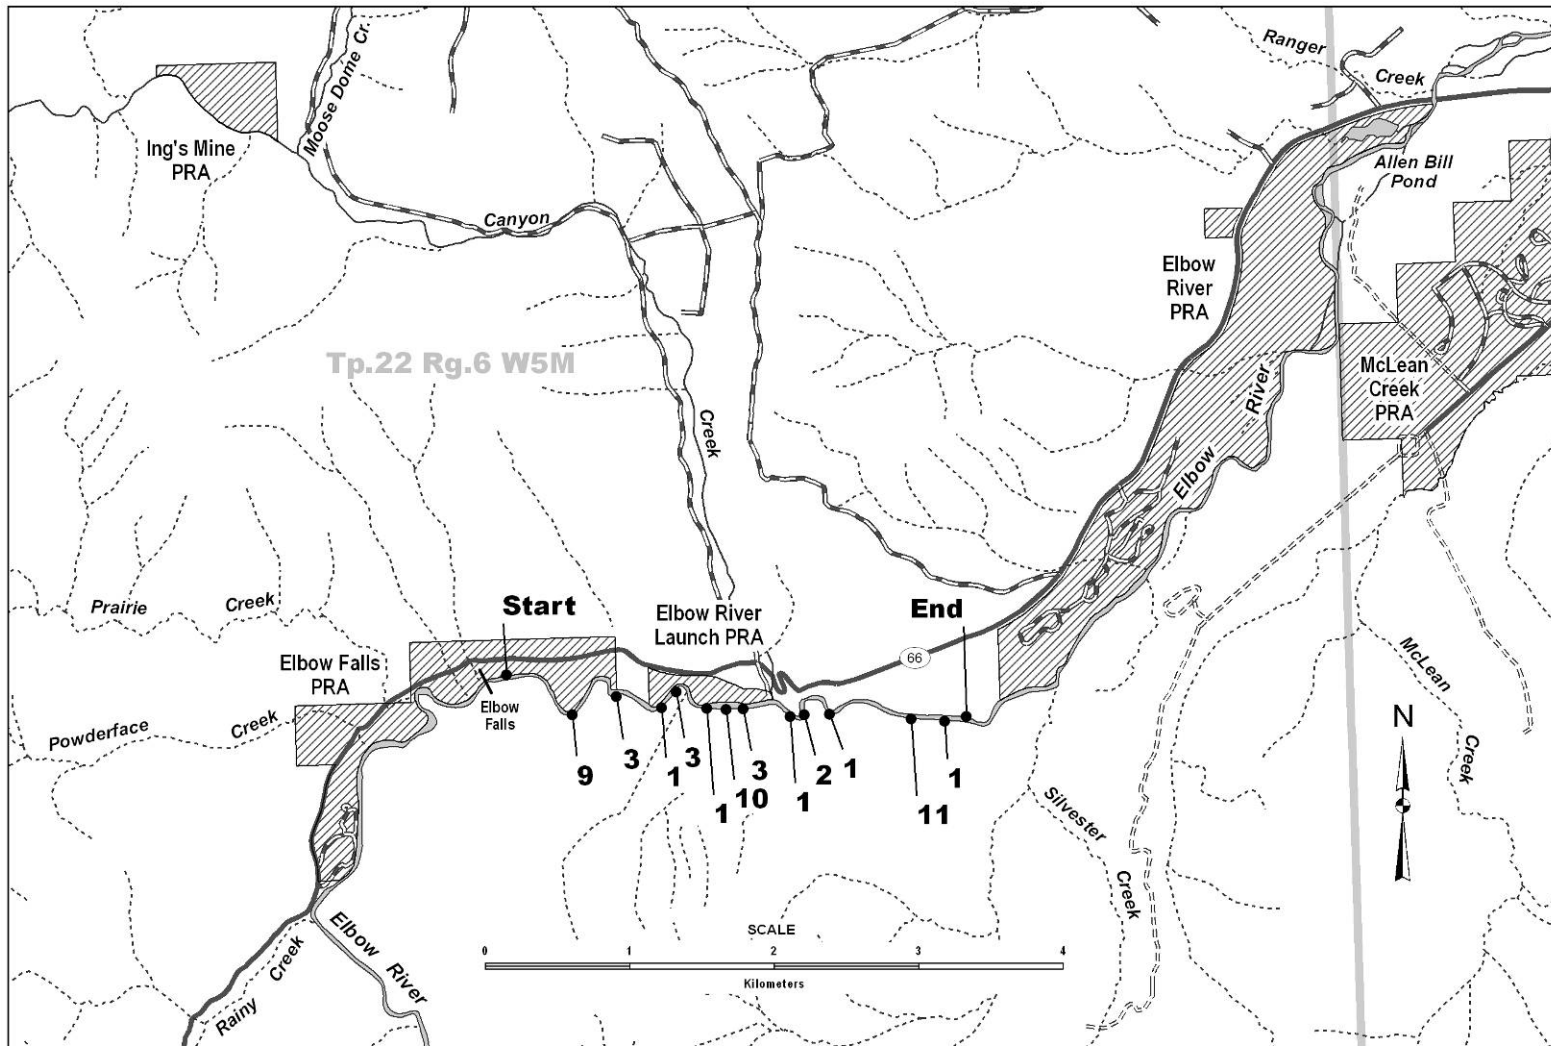 Ranger
Creek
Moose Dome Cr.
Ing's Mine
PRA
Allen Bill
Pond
Canyon
Elbow
River
PRA
Tp.22 Rg.6 W5M
McLean
Creek
PRA
Creek
River
Elbow
Prairie
Creek
Start
Elbow River
Launch PRA
End
66
Elbow Falls
PRA
Elbow
Falls
McLean
Creek
Powderface
Creek
N
9
3
1
3
1
10
3
1
2
1
11
1
Silvester
Creek
Elbow
River
Rainy
Creek
SCALE
0 1 2 3 4
Kilometers